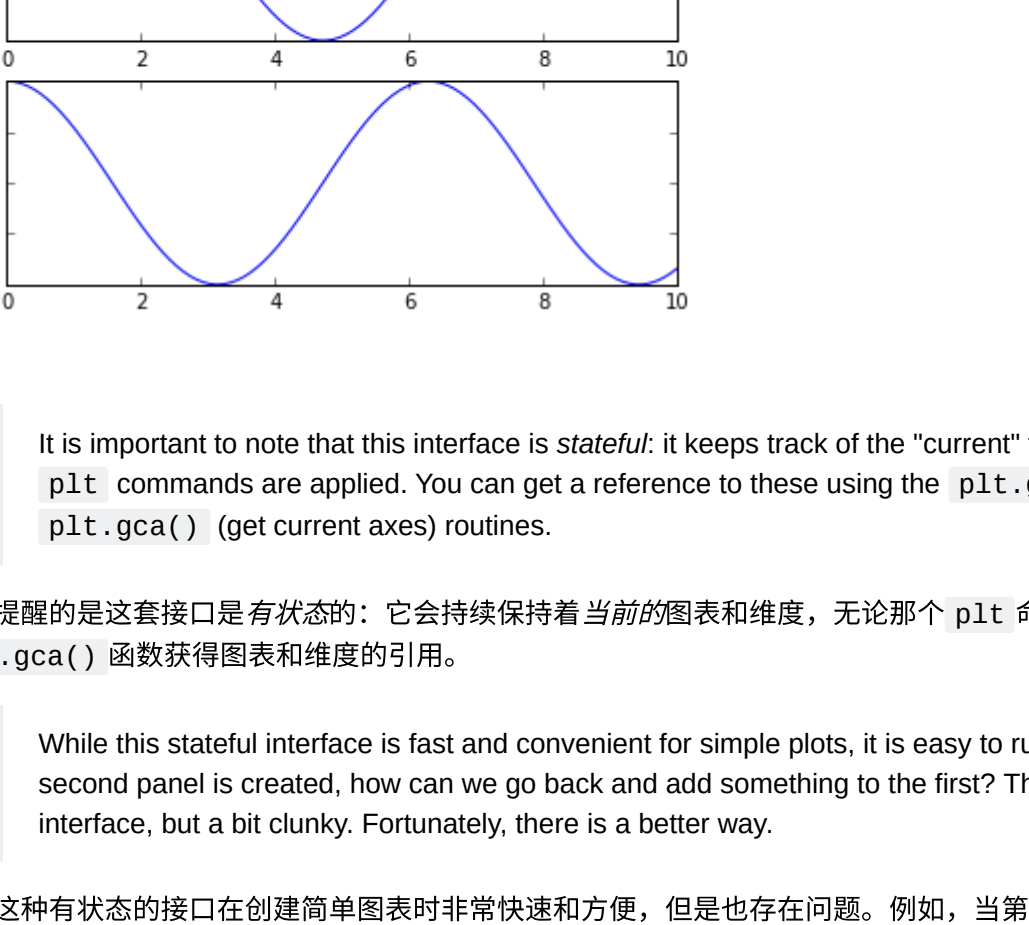 0 2 4 6 8 10
0 2 4 6 8 10
It is important to note that this interface is stateful: it keeps track of the "current"
plt commands are applied. You can get a reference to these using the plt.g
plt.gca() (get current axes) routines.
提醒的是这套接口是有状态的：它会持续保持着当前的图表和维度，无论那个 plt 命
.gca() 函数获得图表和维度的引用。
While this stateful interface is fast and convenient for simple plots, it is easy to ru
second panel is created, how can we go back and add something to the first? Th
interface, but a bit clunky. Fortunately, there is a better way.
这种有状态的接口在创建简单图表时非常快速和方便，但是也存在问题。例如，当第